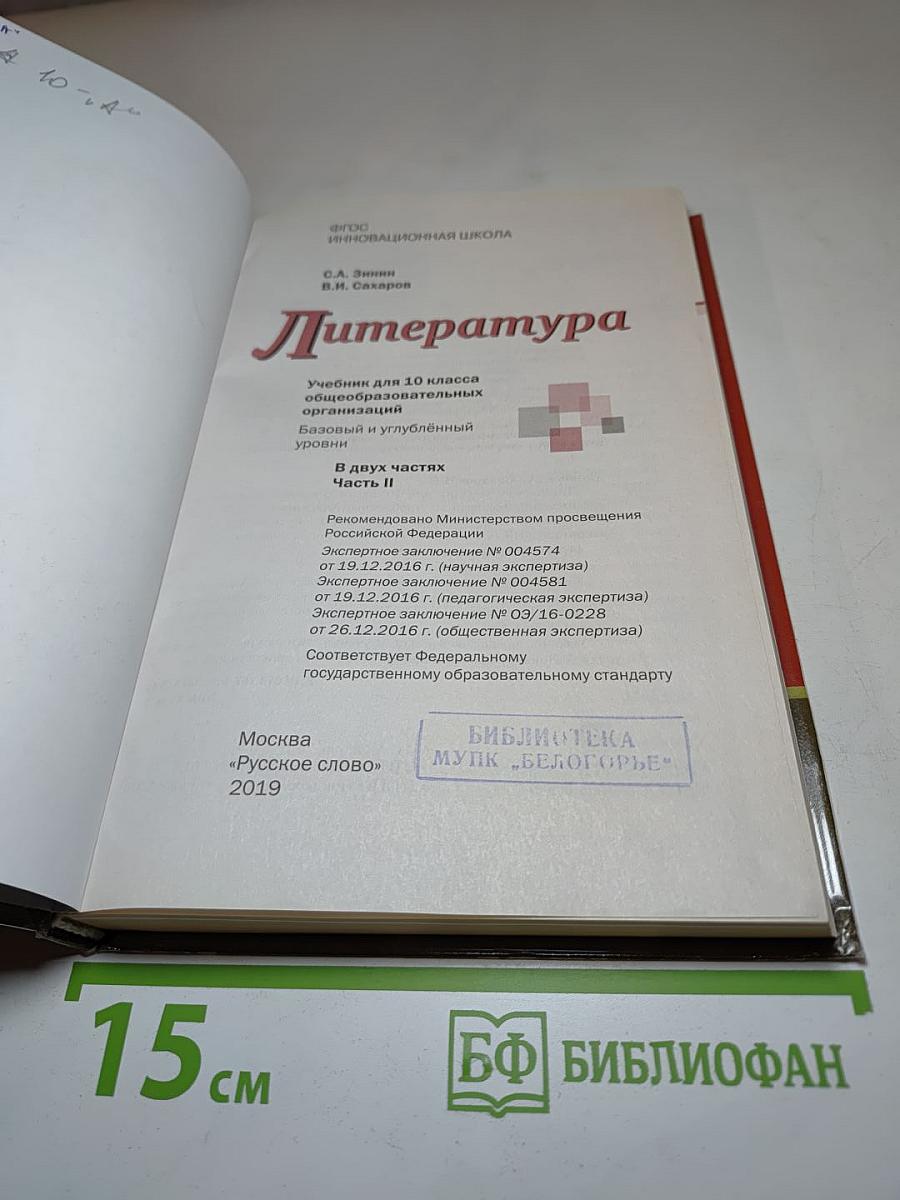 10-"А"
ФГОС
ИННОВАЦИОННАЯ ШКОЛА
С.А. Зинин
В.И. Сахаров
Литература
Учебник для 10 класса
общеобразовательных
организаций
Базовый и углублённый
уровни
В двух частях
Часть II
Рекомендовано Министерством просвещения
Российской Федерации
Экспертное заключение № 004574
от 19.12.2016 г. (научная экспертиза)
Экспертное заключение № 004581
от 19.12.2016 г. (педагогическая экспертиза)
Экспертное заключение № ОЭ/16-0228
от 26.12.2016 г. (общественная экспертиза)
Соответствует Федеральному
государственному образовательному стандарту
Москва
«Русское слово»
2019
БИБЛИОТЕКА
МУПК „БЕЛОГОРЬЕ"
15 см
БФ БИБЛИОФАН